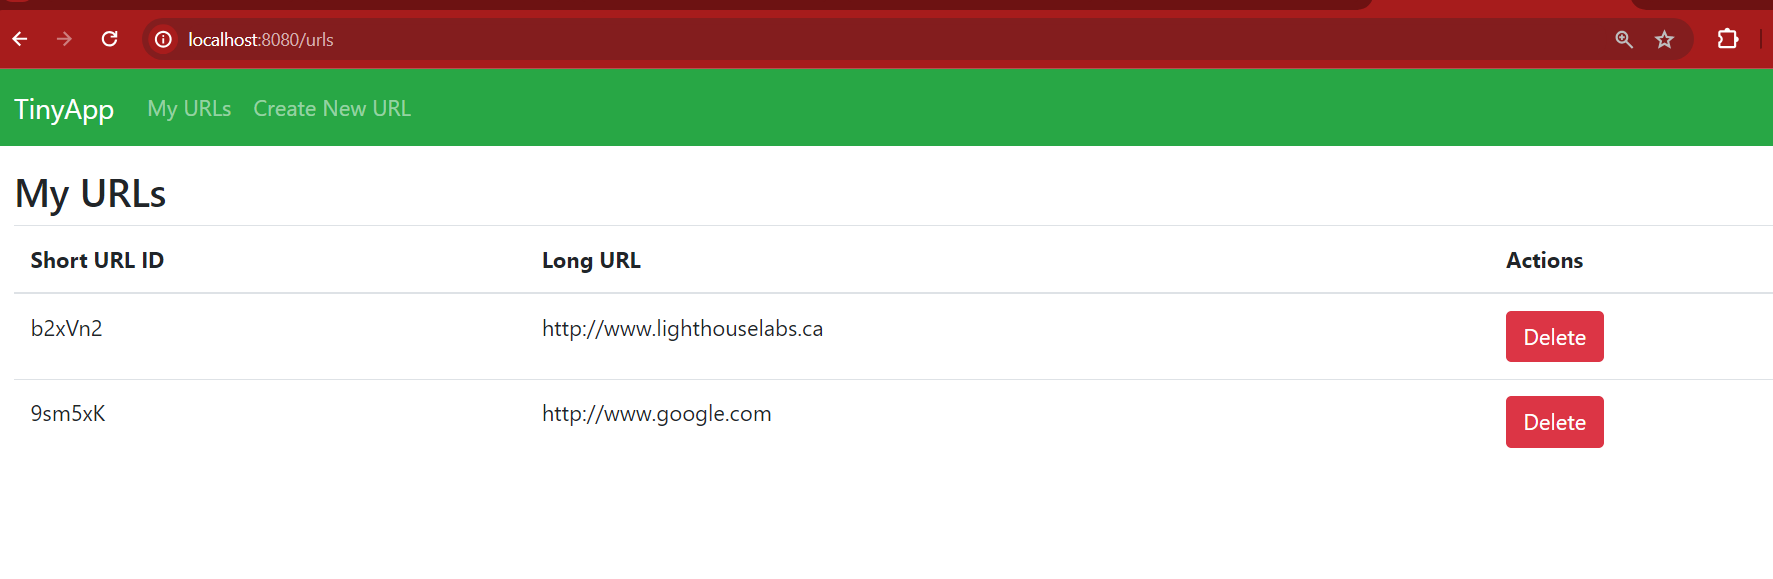 localhost:8080/urls
TinyApp My URLs Create New URL
My URLs
Short URL ID Long URL Actions
b2xVn2 http://www.lighthouselabs.ca Delete
9sm5xK http://www.google.com Delete